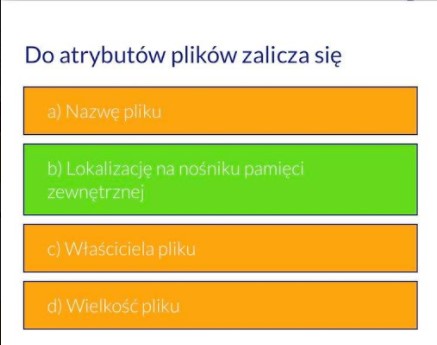 Do atrybutów plików zalicza się
a) Nazwę pliku
b) Lokalizację na nośniku pamięci
zewnętrznej
c) Właściciela pliku
d) Wielkość pliku